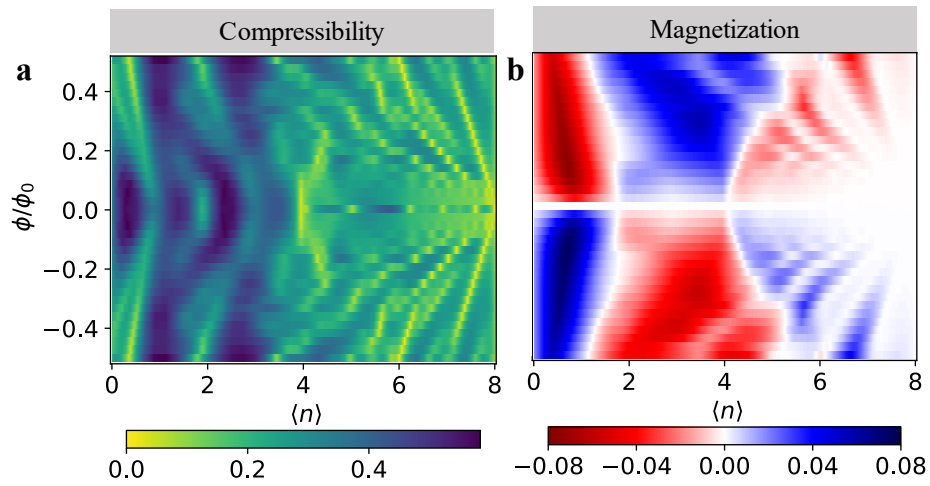 Compressibility
Magnetization
a
b
ϕ/ϕ₀
0.4
0.2
0.0
−0.2
−0.4
0 2 4 6 8
⟨n⟩
0 2 4 6 8
⟨n⟩
0.0 0.2 0.4
−0.08 −0.04 0.00 0.04 0.08